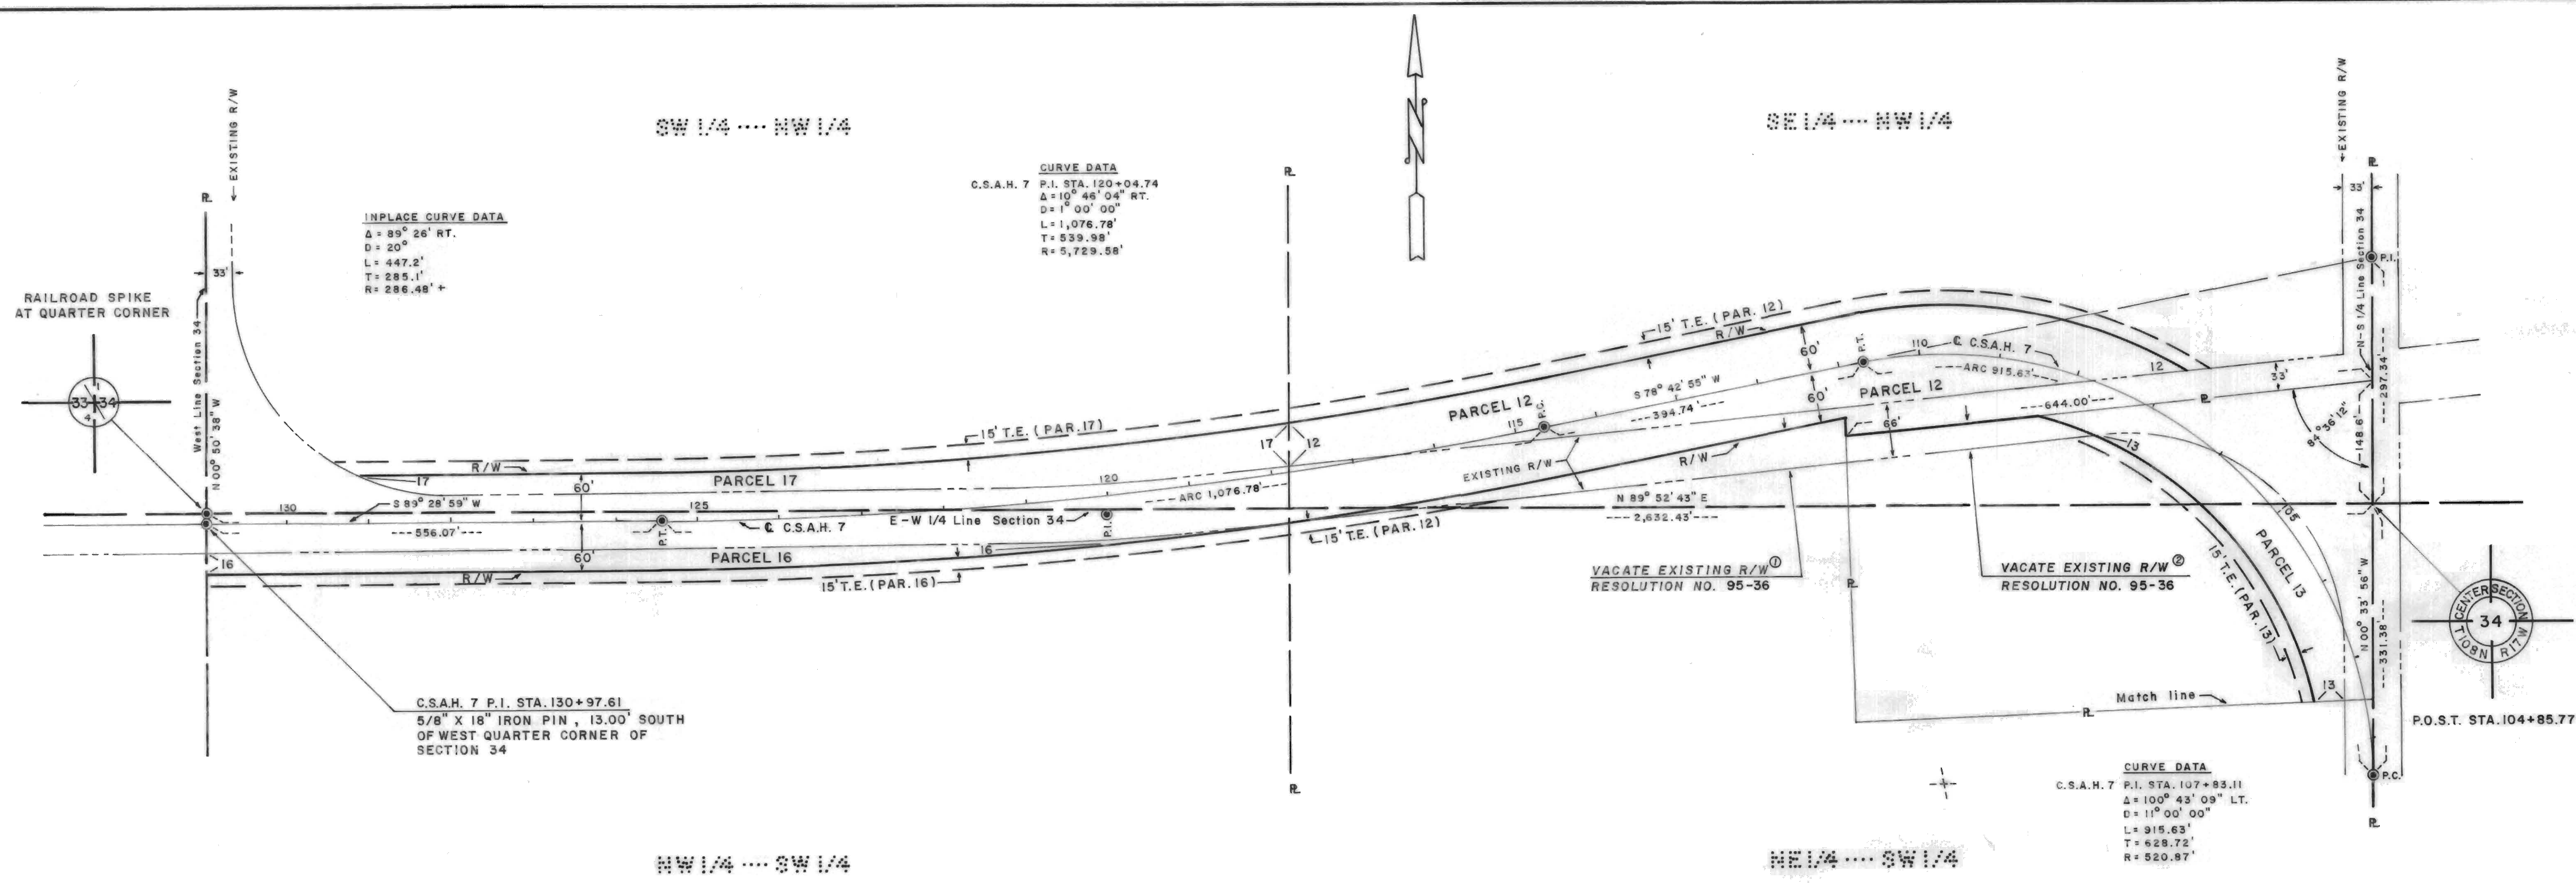 SW 1/4 ···· NW 1/4
SE 1/4 ···· NW 1/4
EXISTING R/W
EXISTING R/W
N
CURVE DATA
C.S.A.H. 7 P.I. STA. 120+04.74
Δ = 10° 46' 04" RT.
D = 1° 00' 00"
L = 1,076.78'
T = 539.98'
R = 5,729.58'
INPLACE CURVE DATA
Δ = 89° 26' RT.
D = 20°
L = 447.2'
T = 285.1'
R = 286.48' +
33'
33'
RAILROAD SPIKE
AT QUARTER CORNER
33 34
1
4
West Line Section 34
N 00° 50' 38" W
N-S 1/4 Line Section 34
P.I.
297.34'
15' T.E. (PAR. 12)
R/W
60'
60'
P.T.
110
℄ C.S.A.H. 7
ARC 915.63'
12
33'
S 78° 42' 55" W
394.74'
PARCEL 12
PARCEL 12
P.C.
115
644.00'
66'
148.6'
84° 36' 12"
15' T.E. (PAR. 17)
17
12
R/W
17
PARCEL 17
60'
120
ARC 1,076.78'
EXISTING R/W
R/W
13
130
S 89° 28' 59" W
556.07'
P.T.
125
℄ C.S.A.H. 7
E-W 1/4 Line Section 34
P.I.
N 89° 52' 43" E
2,632.43'
105
60'
PARCEL 16
16
16
R/W
15' T.E. (PAR. 16)
15' T.E. (PAR. 12)
VACATE EXISTING R/W ①
RESOLUTION NO. 95-36
VACATE EXISTING R/W ②
RESOLUTION NO. 95-36
PARCEL 13
15' T.E. (PAR. 13)
N 00° 33' 56" W
331.38'
CENTER SECTION
34
T108N R17W
13
Match line
P.O.S.T. STA. 104+85.77
C.S.A.H. 7 P.I. STA. 130+97.61
5/8" X 18" IRON PIN, 13.00' SOUTH
OF WEST QUARTER CORNER OF
SECTION 34
P.C.
CURVE DATA
C.S.A.H. 7 P.I. STA. 107+83.11
Δ = 100° 43' 09" LT.
D = 11° 00' 00"
L = 915.63'
T = 628.72'
R = 520.87'
NW 1/4 ···· SW 1/4
NE 1/4 ···· SW 1/4